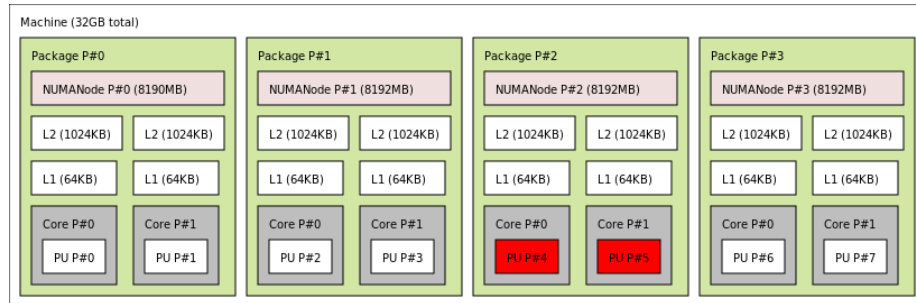 Machine (32GB total)
Package P#0
NUMANode P#0 (8190MB)
L2 (1024KB) L2 (1024KB)
L1 (64KB) L1 (64KB)
Core P#0 Core P#1
PU P#0 PU P#1
Package P#1
NUMANode P#1 (8192MB)
L2 (1024KB) L2 (1024KB)
L1 (64KB) L1 (64KB)
Core P#0 Core P#1
PU P#2 PU P#3
Package P#2
NUMANode P#2 (8192MB)
L2 (1024KB) L2 (1024KB)
L1 (64KB) L1 (64KB)
Core P#0 Core P#1
PU P#4 PU P#5
Package P#3
NUMANode P#3 (8192MB)
L2 (1024KB) L2 (1024KB)
L1 (64KB) L1 (64KB)
Core P#0 Core P#1
PU P#6 PU P#7